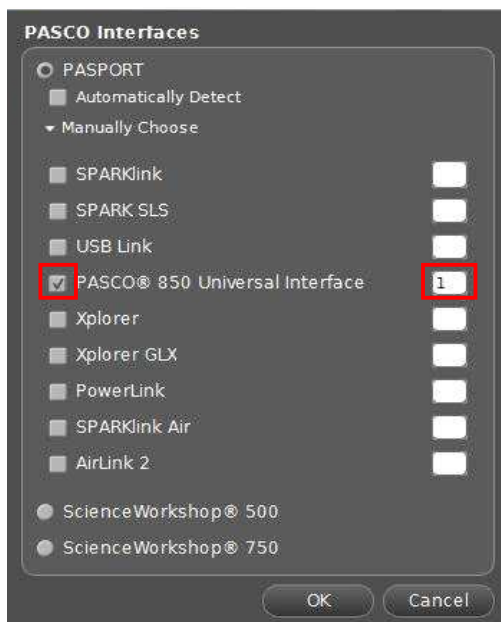 PASCO Interfaces
PASPORT
Automatically Detect
Manually Choose
SPARKlink
SPARK SLS
USB Link
PASCO® 850 Universal Interface 1
Xplorer
Xplorer GLX
PowerLink
SPARKlink Air
AirLink 2
ScienceWorkshop® 500
ScienceWorkshop® 750
OK Cancel